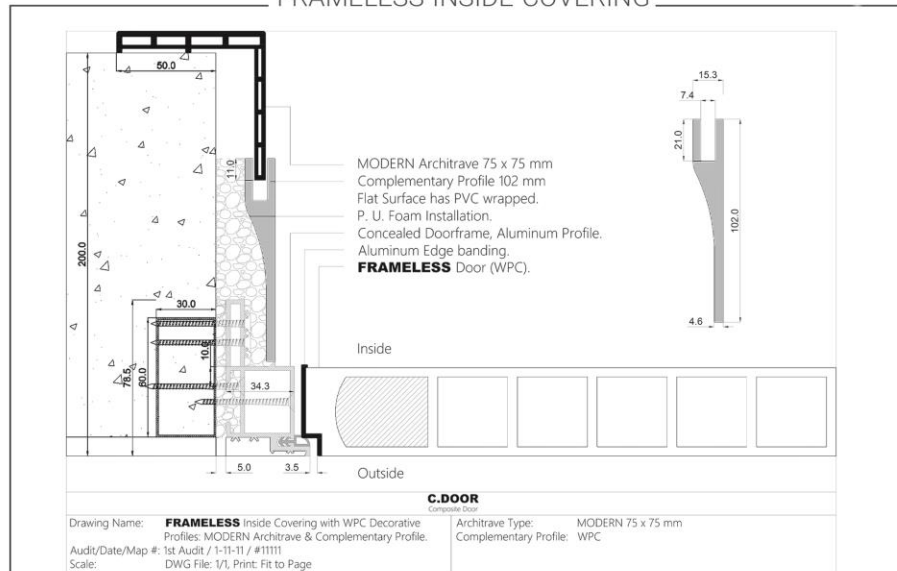 FRAMELESS INSIDE COVERING
50.0
15.3
7.4
21.0
11.0
MODERN Architrave 75 x 75 mm
Complementary Profile 102 mm
Flat Surface has PVC wrapped.
P. U. Foam Installation.
Concealed Doorframe, Aluminum Profile.
Aluminum Edge banding.
FRAMELESS Door (WPC).
102.0
200.0
30.0
4.6
Inside
10.0
78.5
60.0
34.3
5.0
3.5
Outside
C.DOOR
Composite Door
Drawing Name: FRAMELESS Inside Covering with WPC Decorative
Profiles: MODERN Architrave & Complementary Profile.
Audit/Date/Map #: 1st Audit / 1-11-11 / #11111
Scale: DWG File: 1/1, Print: Fit to Page
Architrave Type: MODERN 75 x 75 mm
Complementary Profile: WPC